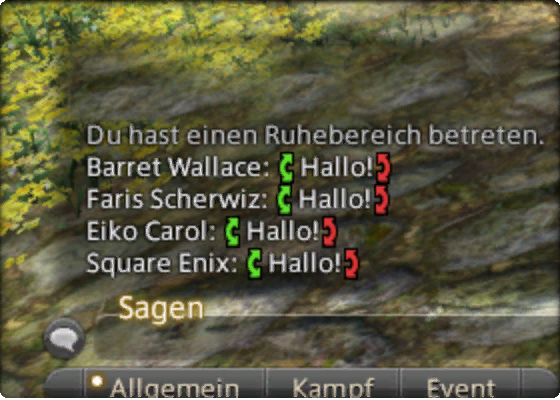 Du hast einen Ruhebereich betreten.
Barret Wallace: Hallo!
Faris Scherwiz: Hallo!
Eiko Carol: Hallo!
Square Enix: Hallo!
Sagen
Allgemein Kampf Event